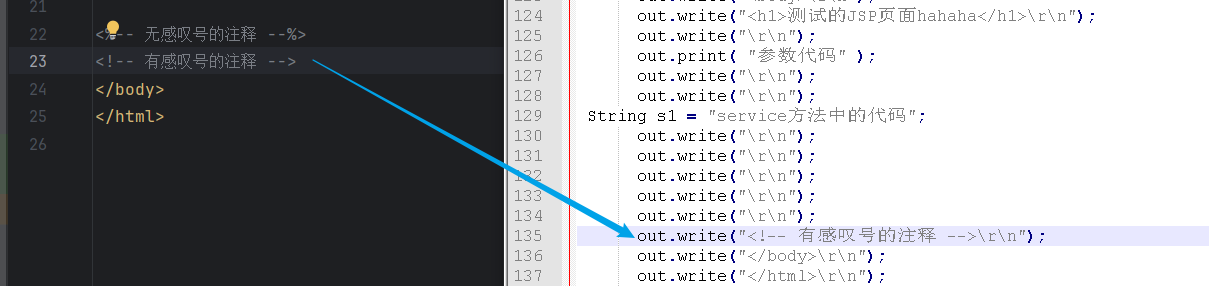 21
22 <%-- 无感叹号的注释 --%>
23 <!-- 有感叹号的注释 -->
24 </body>
25 </html>
26
124 out.write("<h1>测试的JSP页面hahaha</h1>\r\n");
125 out.write("\r\n");
126 out.print( "参数代码" );
127 out.write("\r\n");
128 out.write("\r\n");
129 String s1 = "service方法中的代码";
130 out.write("\r\n");
131 out.write("\r\n");
132 out.write("\r\n");
133 out.write("\r\n");
134 out.write("\r\n");
135 out.write("<!-- 有感叹号的注释 -->\r\n");
136 out.write("</body>\r\n");
137 out.write("</html>\r\n");